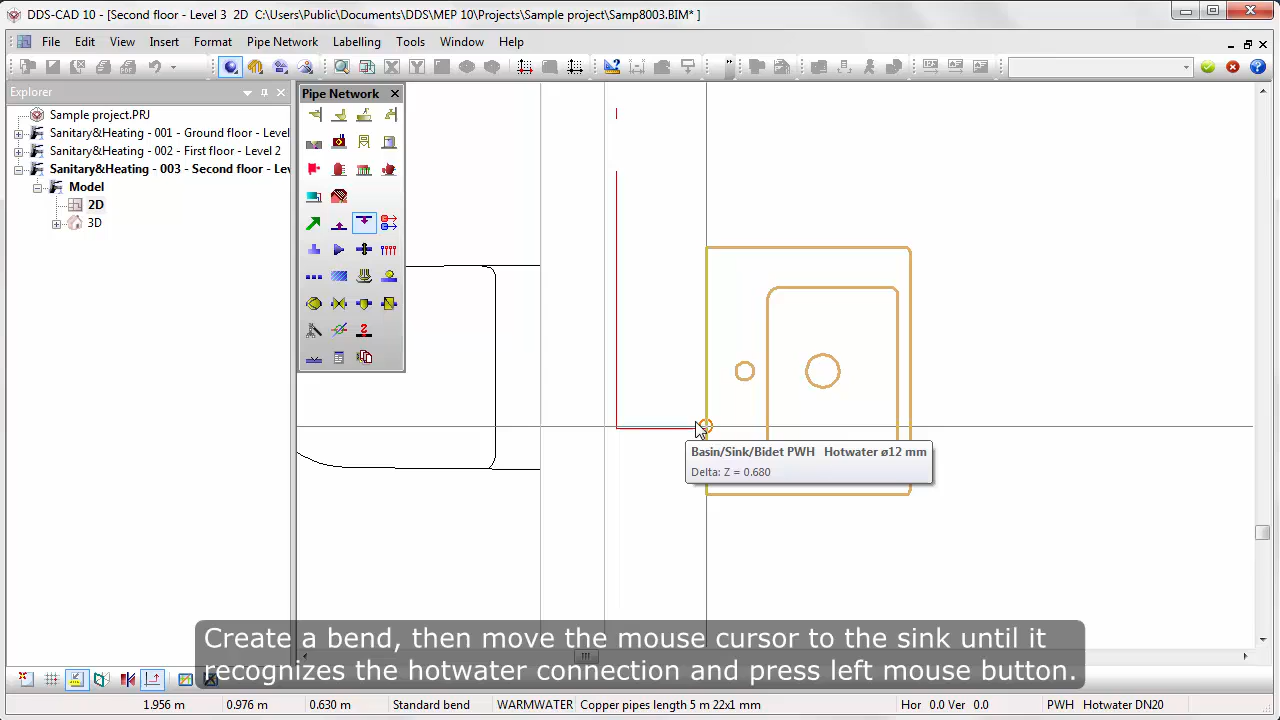 DDS-CAD 10 - [Second floor - Level 3  2D  C:\Users\Public\Documents\DDS\MEP 10\Projects\Sample project\Samp8003.BIM* ]
File Edit View Insert Format Pipe Network Labelling Tools Window Help
Explorer
Sample project.PRJ
Sanitary&Heating - 001 - Ground floor - Level
Sanitary&Heating - 002 - First floor - Level 2
Sanitary&Heating - 003 - Second floor - Lev
Model
2D
3D
Pipe Network
Basin/Sink/Bidet PWH Hotwater ø12 mm
Delta: Z = 0.680
Create a bend, then move the mouse cursor to the sink until it
recognizes the hotwater connection and press left mouse button.
1.956 m 0.976 m 0.630 m Standard bend WARMWATER Copper pipes length 5 m 22x1 mm Hor 0.0 Ver 0.0 PWH Hotwater DN20